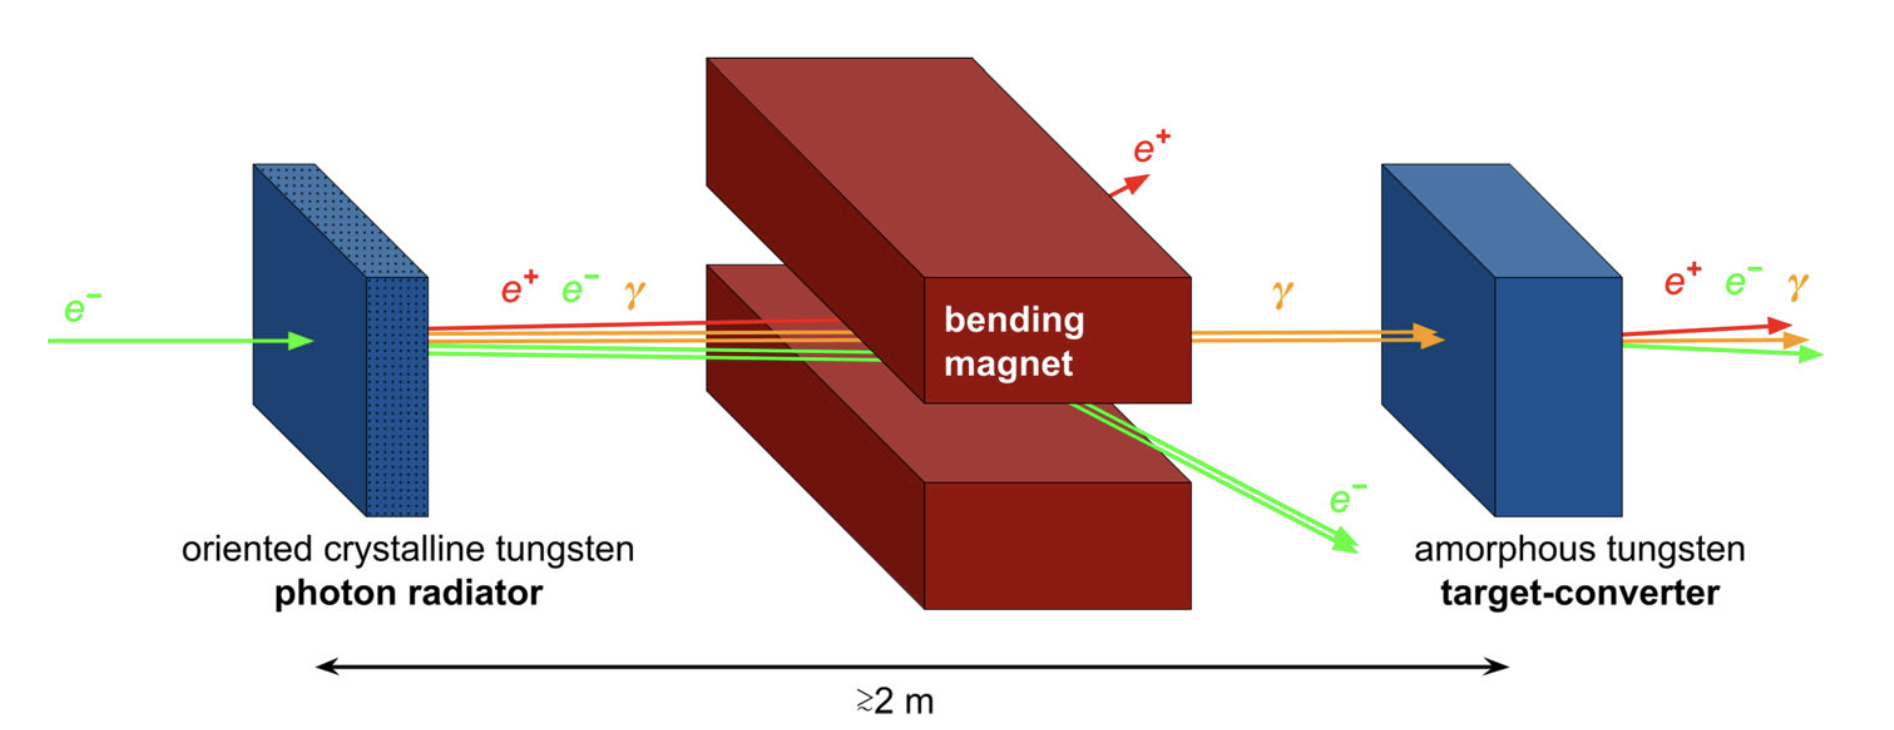 e⁺
e⁻
e⁺ e⁻ γ
bending
magnet
γ
e⁺ e⁻ γ
e⁻
oriented crystalline tungsten
photon radiator
amorphous tungsten
target-converter
≳2 m